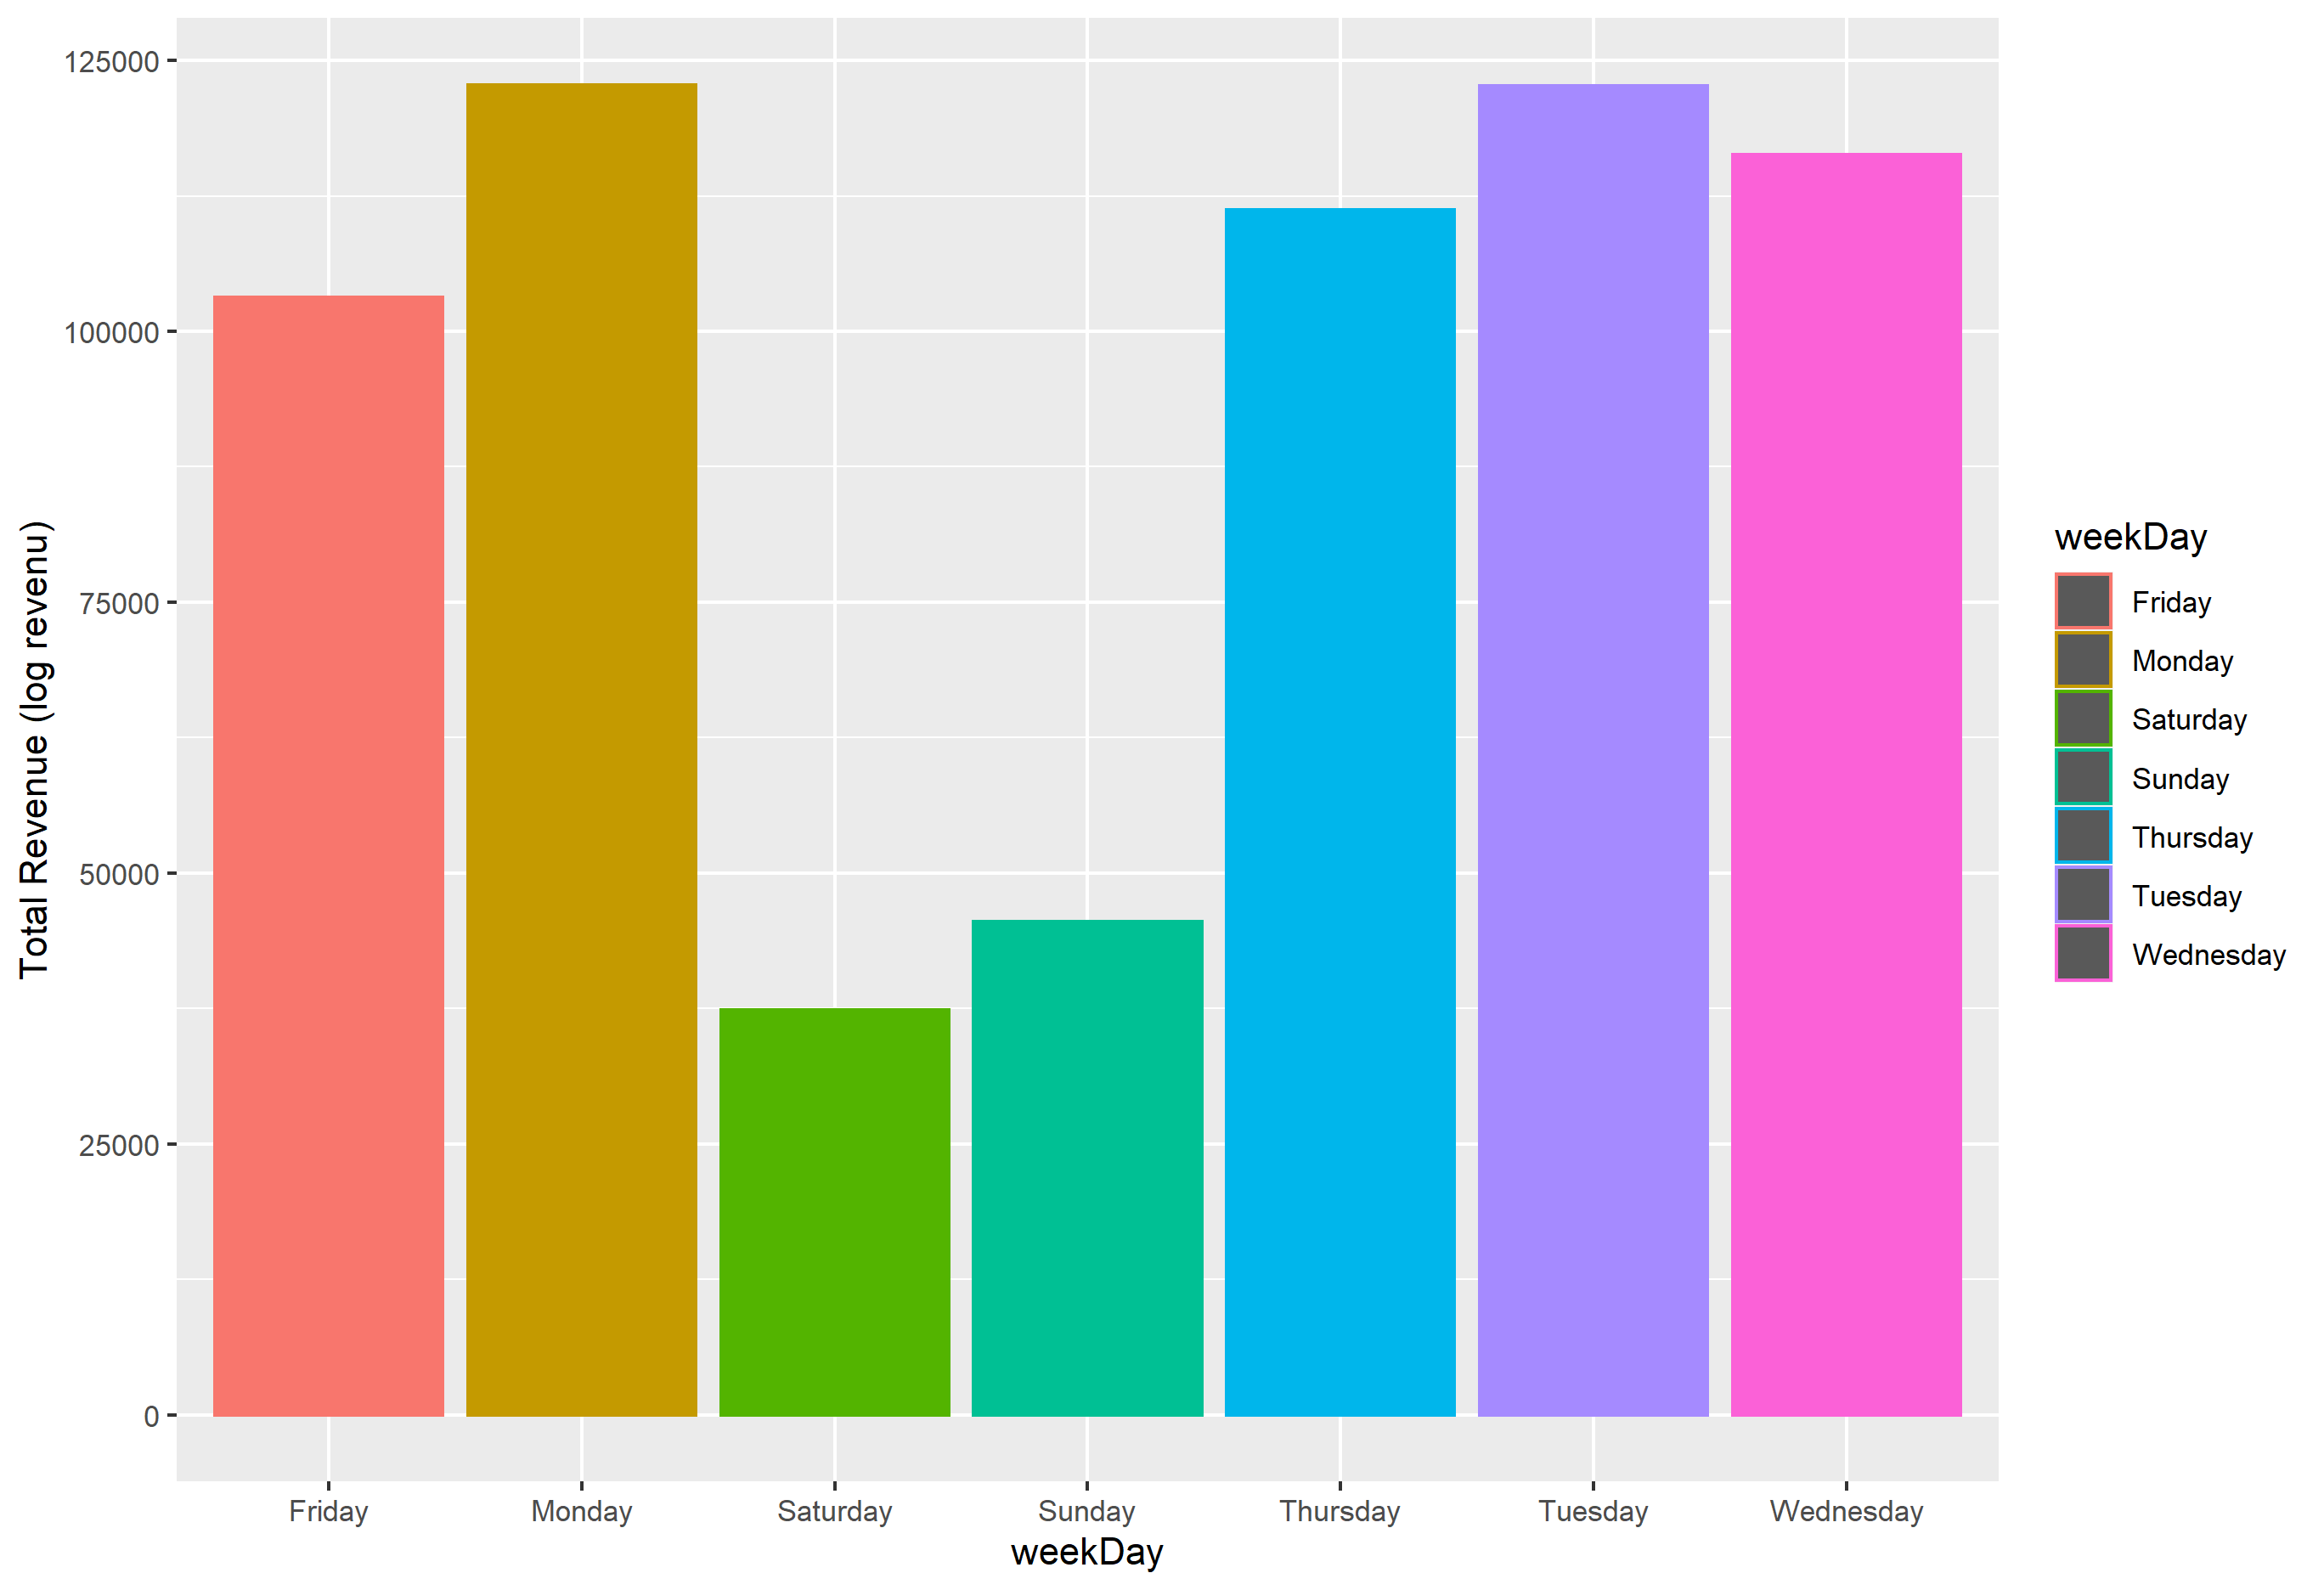 125000
100000
75000
50000
25000
0
Total Revenue (log revenu)
Friday
Monday
Saturday
Sunday
Thursday
Tuesday
Wednesday
weekDay
weekDay
Friday
Monday
Saturday
Sunday
Thursday
Tuesday
Wednesday